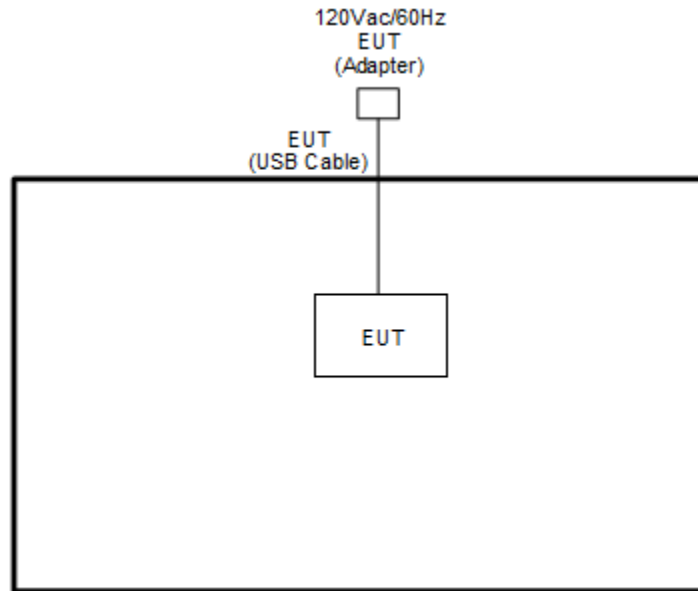 120Vac/60Hz
EUT
(Adapter)
EUT
(USB Cable)
EUT